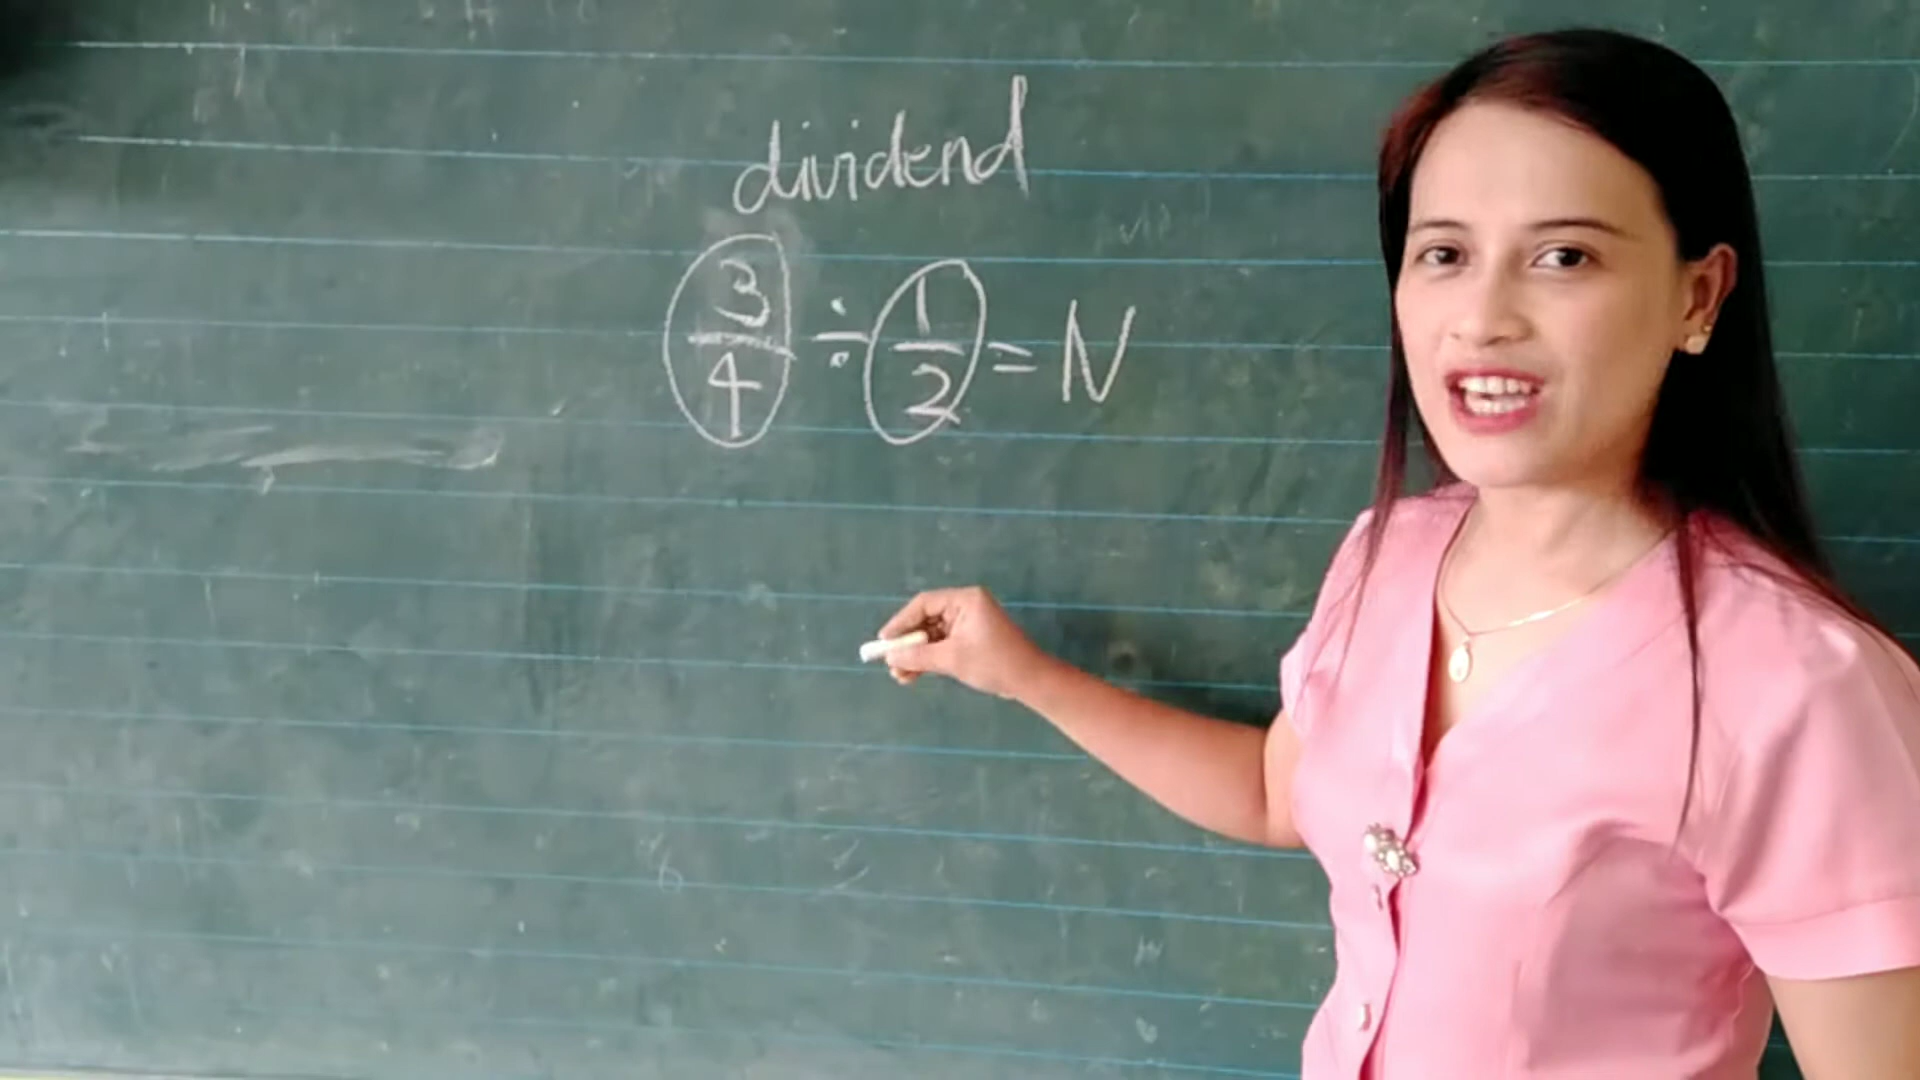 dividend
3/4 ÷ 1/2 = N